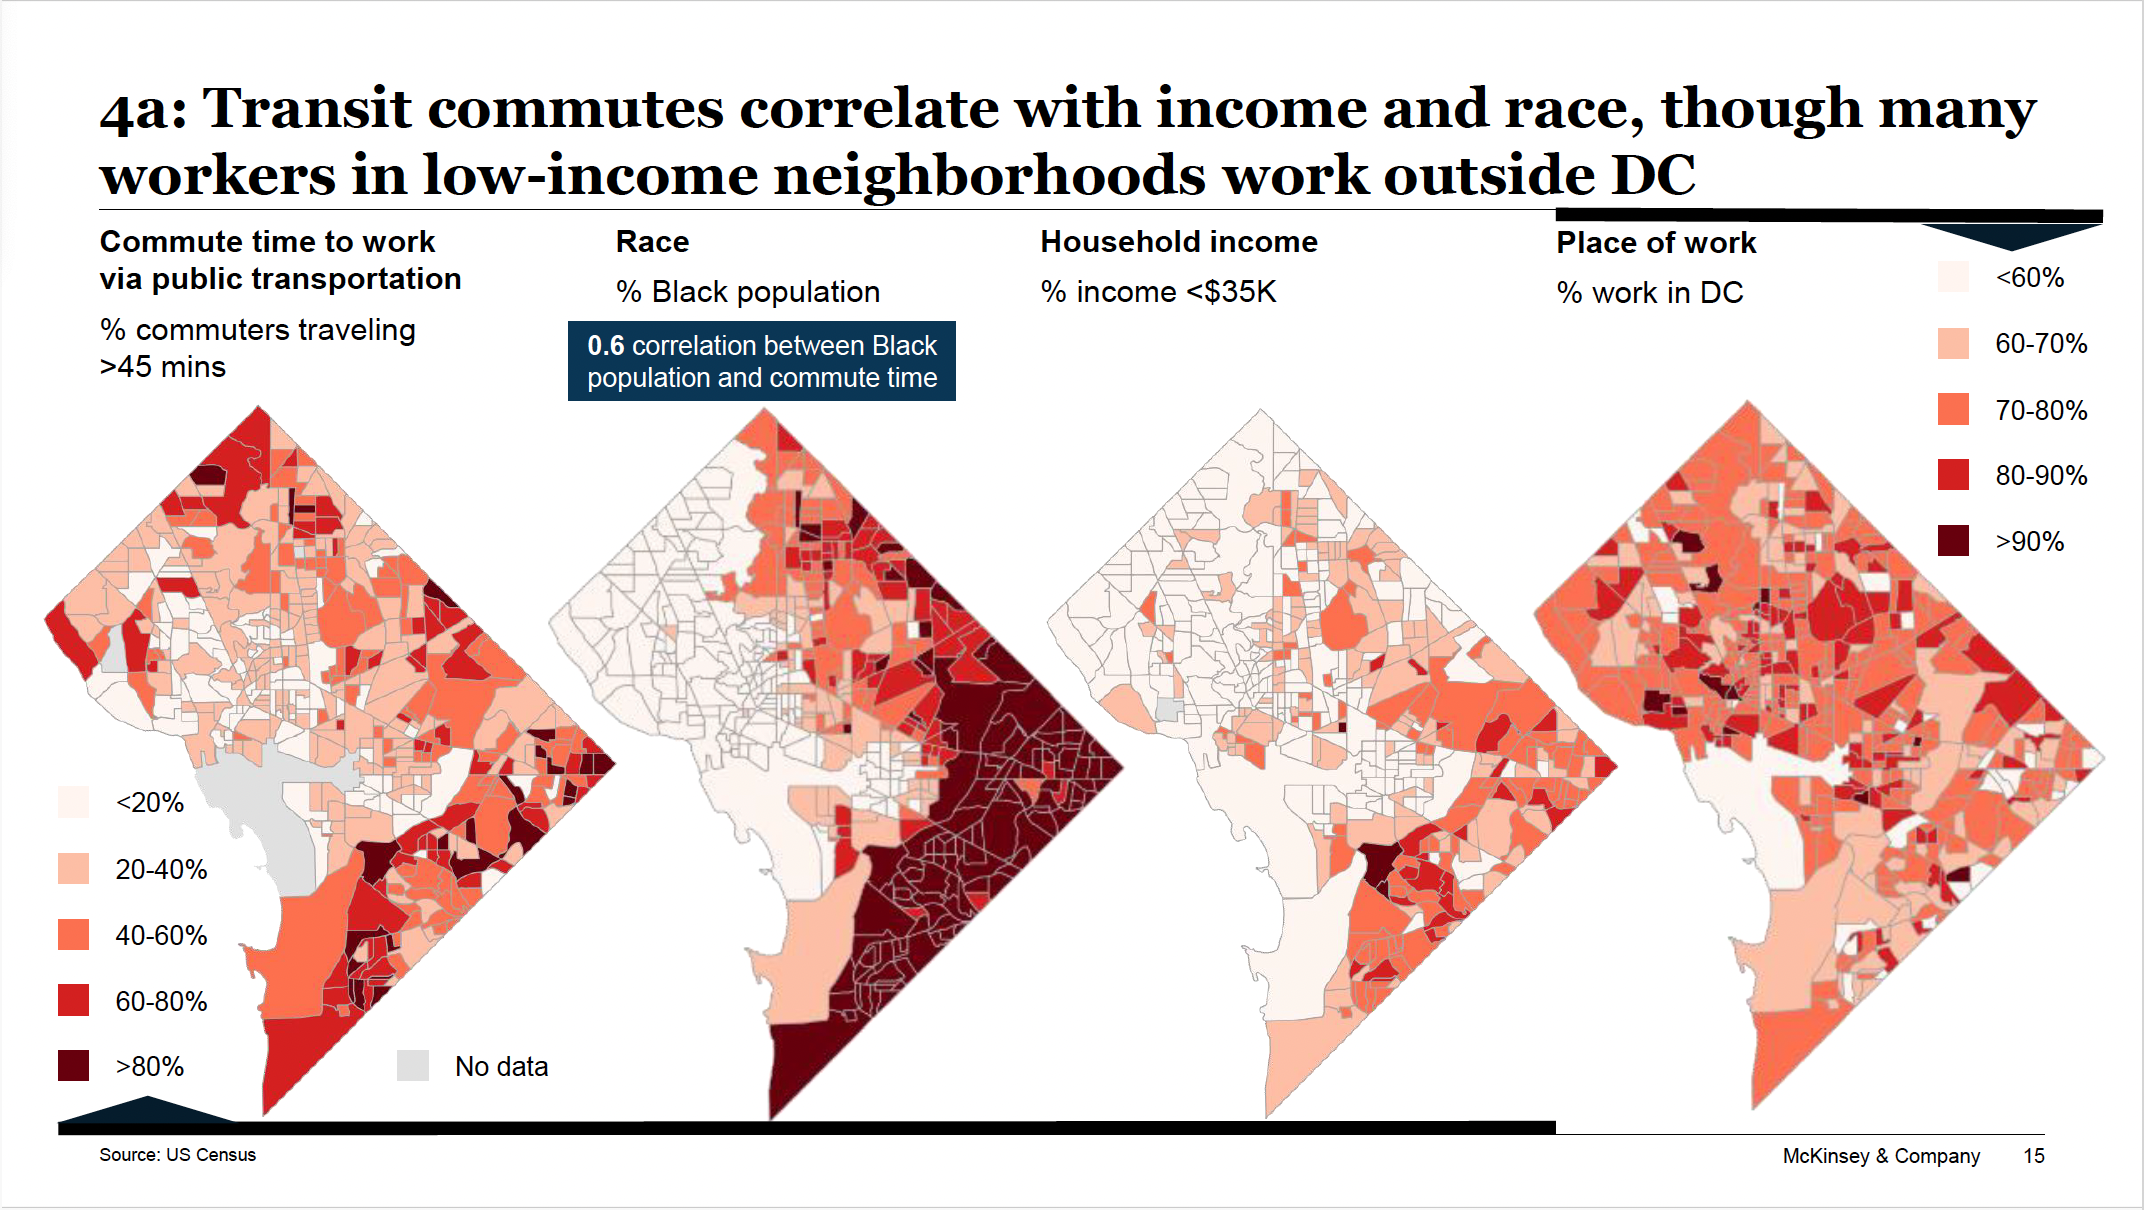 4a: Transit commutes correlate with income and race, though many
workers in low-income neighborhoods work outside DC
Commute time to work
via public transportation
% commuters traveling
>45 mins
Race
% Black population
0.6 correlation between Black
population and commute time
Household income
% income <$35K
Place of work
% work in DC
<60%
60-70%
70-80%
80-90%
>90%
<20%
20-40%
40-60%
60-80%
>80%
No data
Source: US Census
McKinsey & Company 15